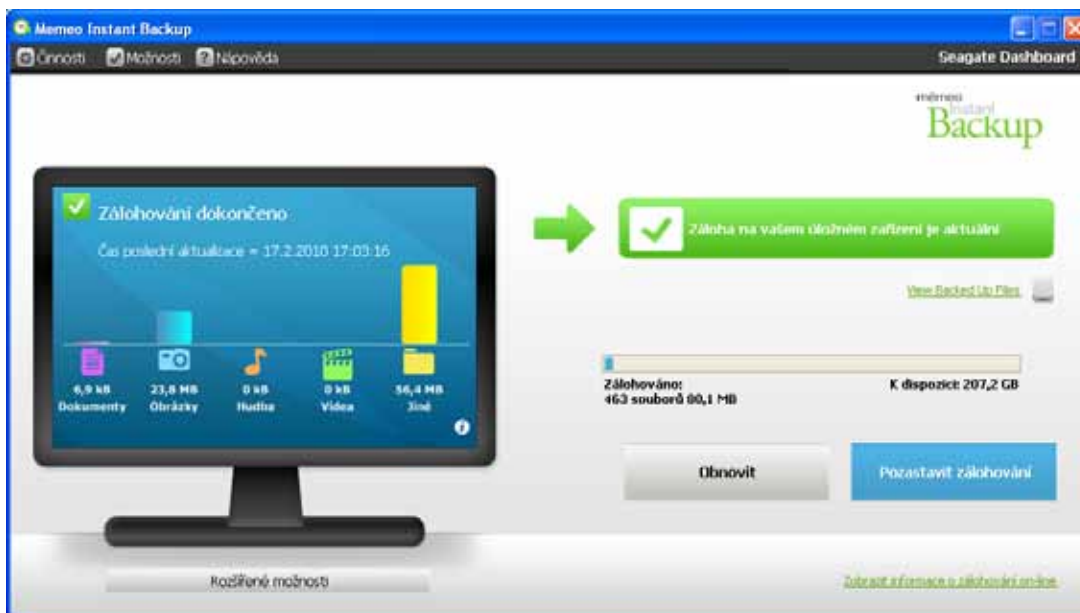 Memeo Instant Backup
Činnosti Možnosti Nápověda
Seagate Dashboard
memeo
Instant
Backup
Zálohování dokončeno
Čas poslední aktualizace = 17.2.2010 17:03:16
6,9 kB 23,8 MB 0 kB 0 kB 56,4 MB
Dokumenty Obrázky Hudba Videa Jiné
Záloha na vašem úložném zařízení je aktuální
View Backed Up Files
Zálohováno: K dispozici: 207,2 GB
463 souborů 80,1 MB
Obnovit
Pozastavit zálohování
Rozšířené možnosti
Zobrazit informace o zálohování on-line